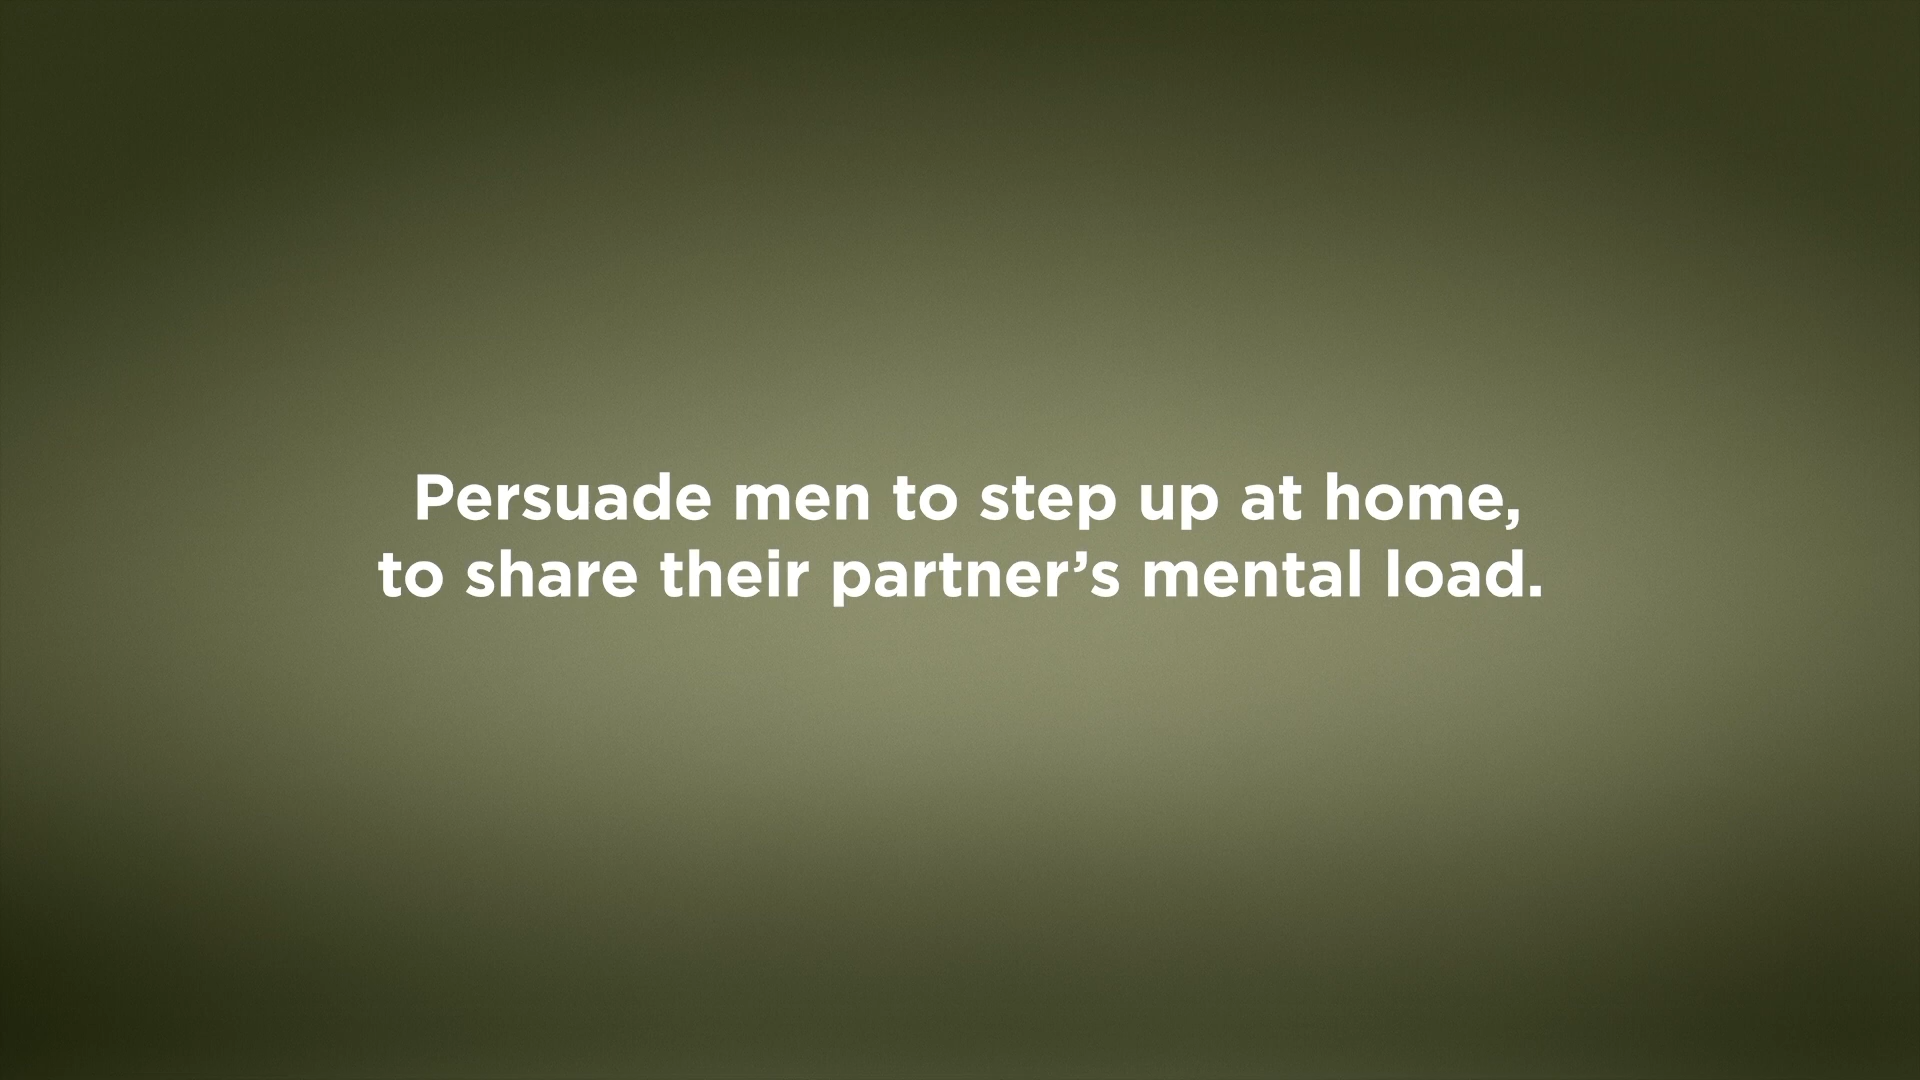 Persuade men to step up at home,
to share their partner’s mental load.